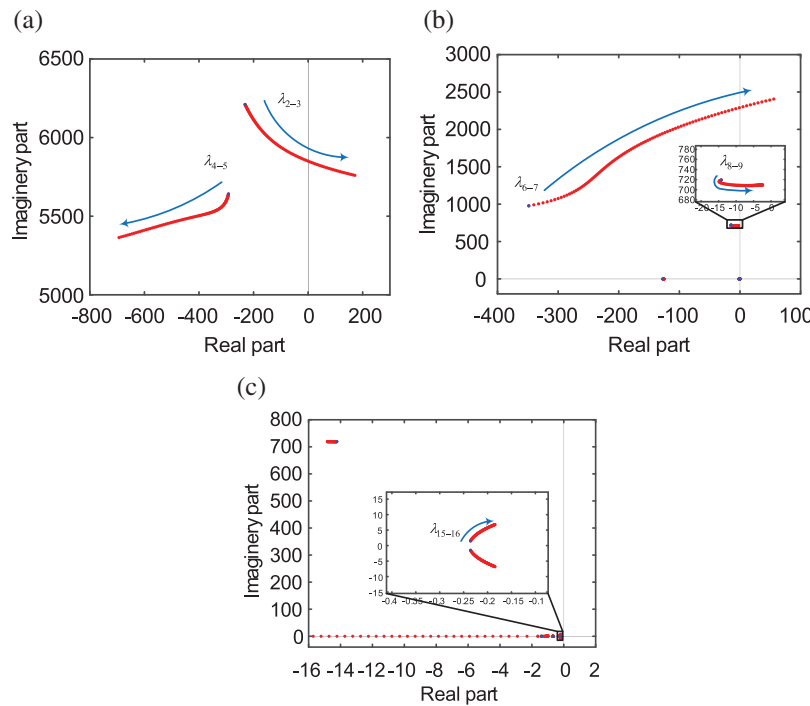 (a)
6500
6000
5500
5000
Imaginery part
λ2−3
λ4−5
-800 -600 -400 -200 0 200
Real part
(b)
3000
2500
2000
1500
1000
500
0
Imaginery part
λ6−7
780
760
740
720
700
680
λ8−9
-20 -15 -10 -5 0
-400 -300 -200 -100 0 100
Real part
(c)
800
700
600
500
400
300
200
100
0
Imaginery part
15
10
5
0
-5
-10
-15
λ15−16
-0.4 -0.35 -0.3 -0.25 -0.2 -0.15 -0.1
-16 -14 -12 -10 -8 -6 -4 -2 0 2
Real part